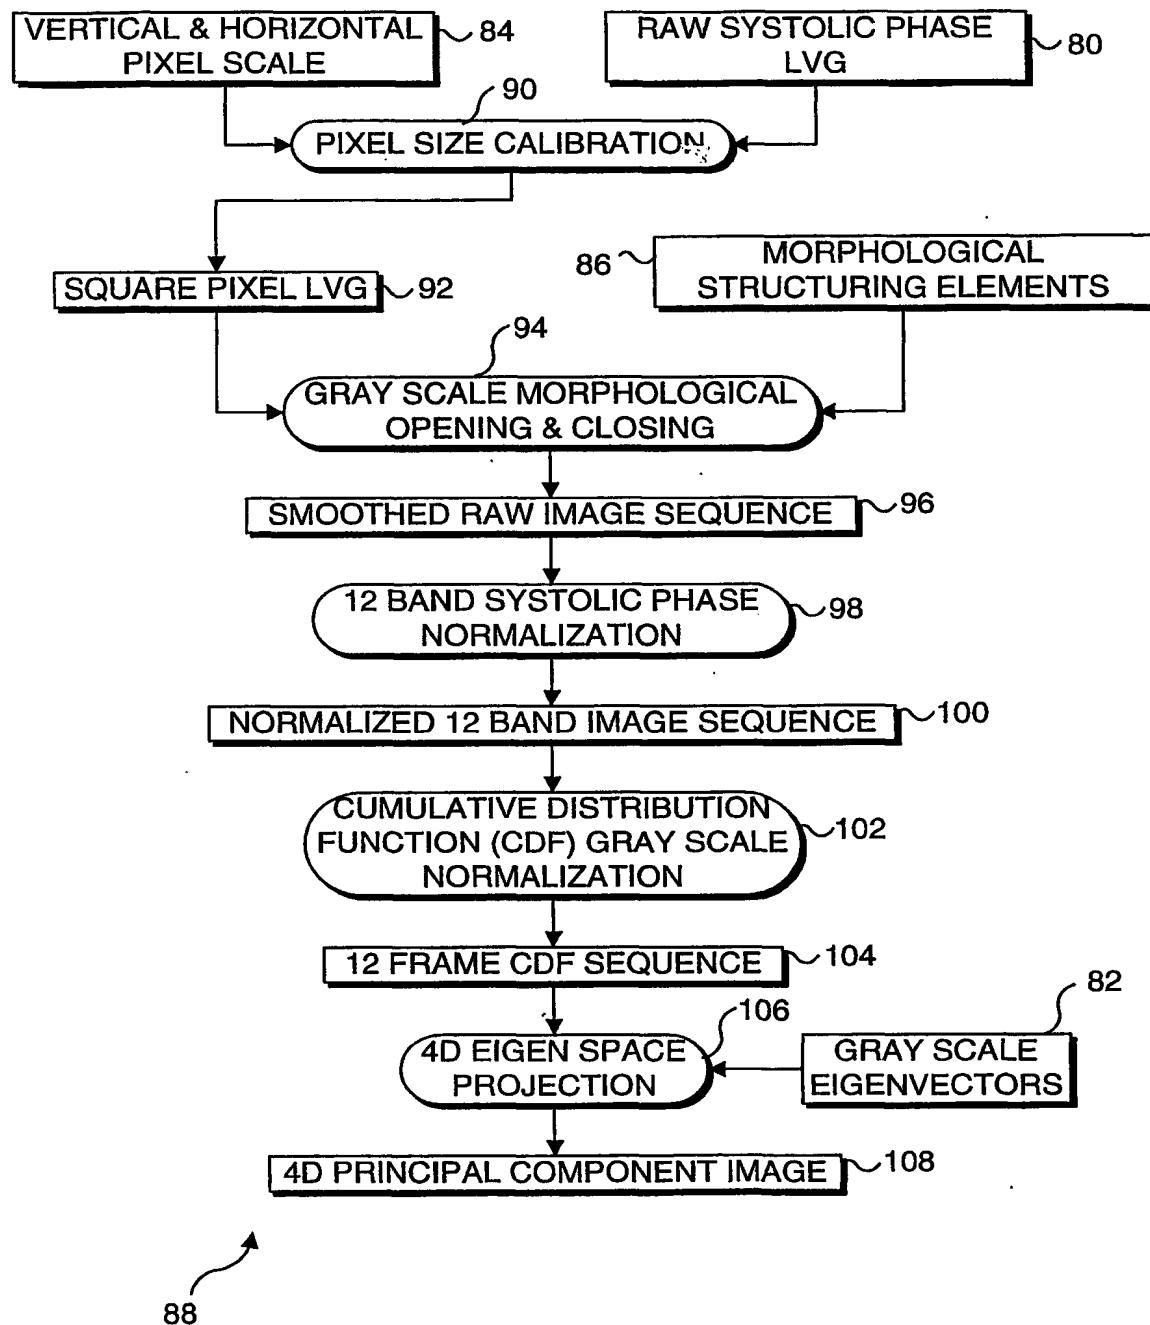 VERTICAL & HORIZONTAL
PIXEL SCALE
84
RAW SYSTOLIC PHASE
LVG
80
90
PIXEL SIZE CALIBRATION
SQUARE PIXEL LVG
92
86
MORPHOLOGICAL
STRUCTURING ELEMENTS
94
GRAY SCALE MORPHOLOGICAL
OPENING & CLOSING
SMOOTHED RAW IMAGE SEQUENCE
96
12 BAND SYSTOLIC PHASE
NORMALIZATION
98
NORMALIZED 12 BAND IMAGE SEQUENCE
100
CUMULATIVE DISTRIBUTION
FUNCTION (CDF) GRAY SCALE
NORMALIZATION
102
12 FRAME CDF SEQUENCE
104
106
4D EIGEN SPACE
PROJECTION
82
GRAY SCALE
EIGENVECTORS
4D PRINCIPAL COMPONENT IMAGE
108
88